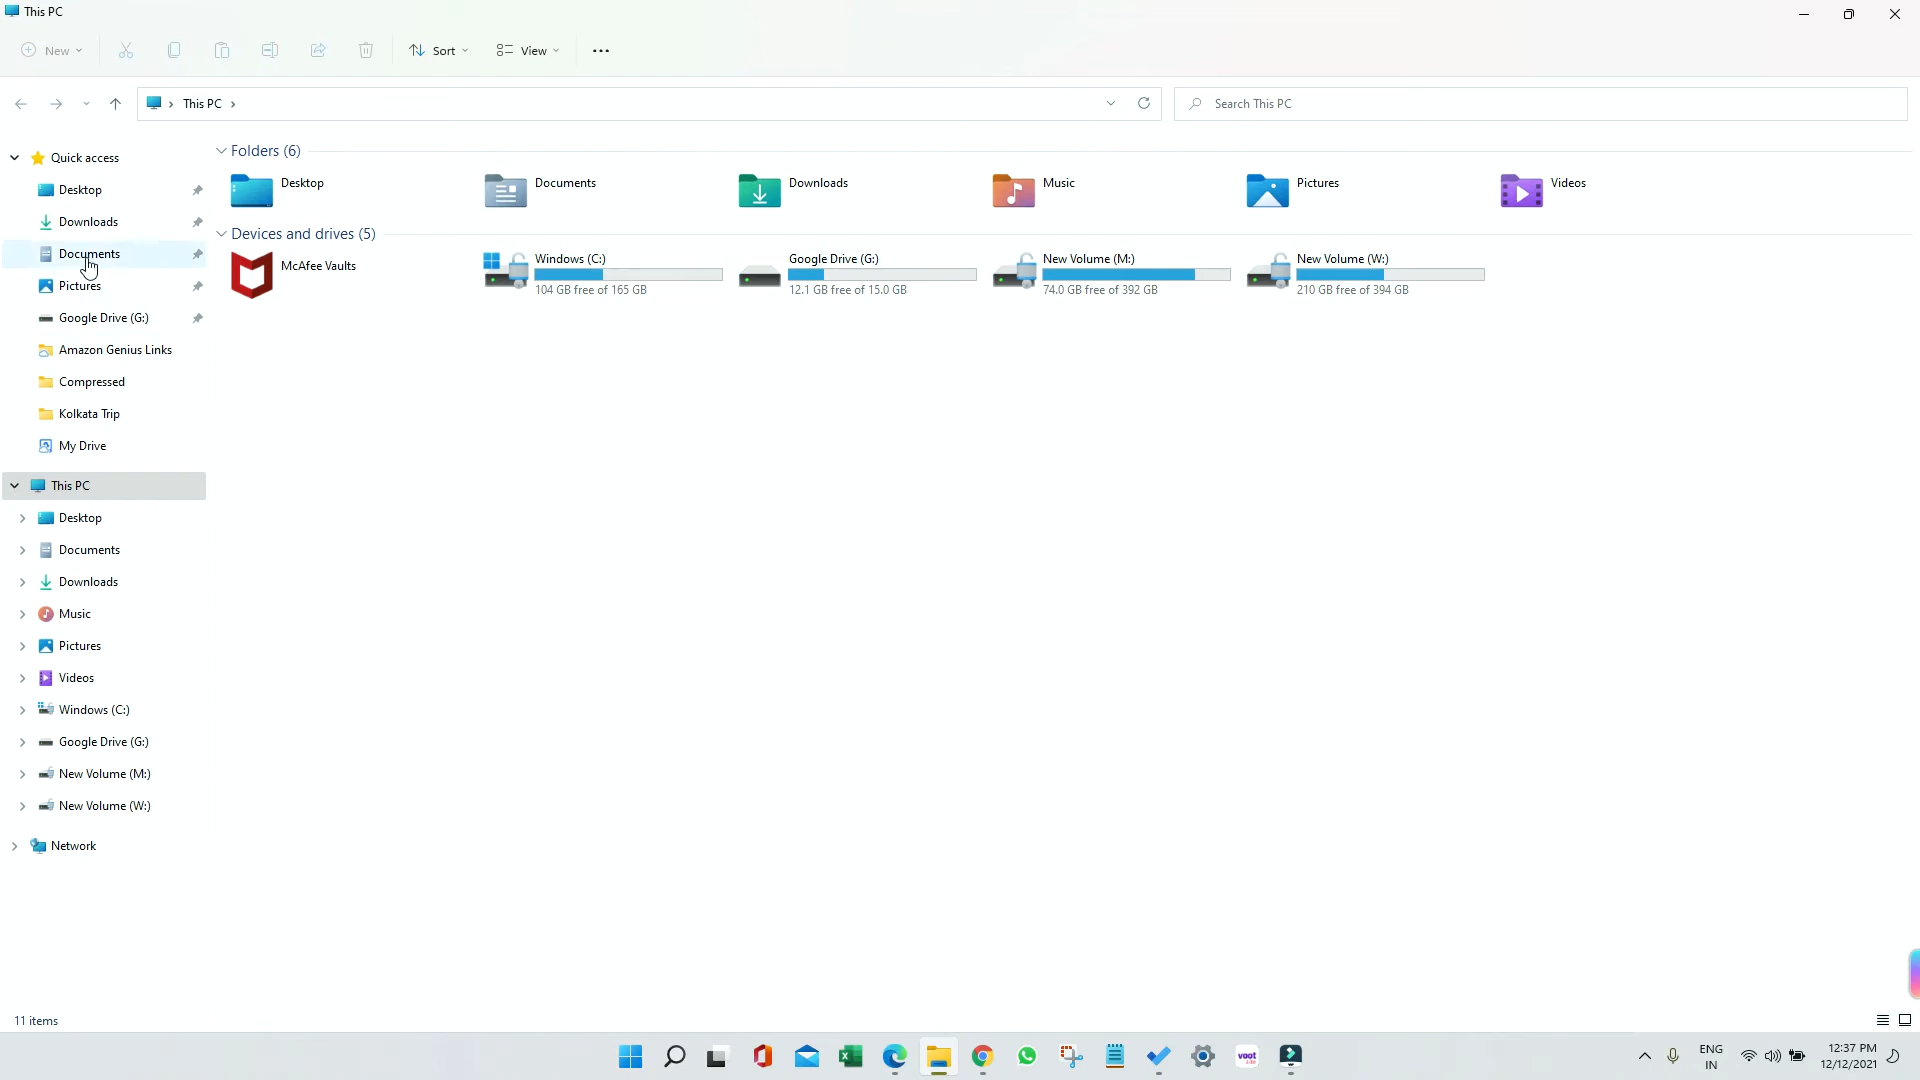 This PC
New
Sort
View
This PC
Search This PC
Quick access
Desktop
Downloads
Documents
Pictures
Google Drive (G:)
Amazon Genius Links
Compressed
Kolkata Trip
My Drive
This PC
Desktop
Documents
Downloads
Music
Pictures
Videos
Windows (C:)
Google Drive (G:)
New Volume (M:)
New Volume (W:)
Network
Folders (6)
Desktop
Documents
Downloads
Music
Pictures
Videos
Devices and drives (5)
McAfee Vaults
Windows (C:)
104 GB free of 165 GB
Google Drive (G:)
12.1 GB free of 15.0 GB
New Volume (M:)
74.0 GB free of 392 GB
New Volume (W:)
210 GB free of 394 GB
11 items
voot
ENG
IN
12:37 PM
12/12/2021